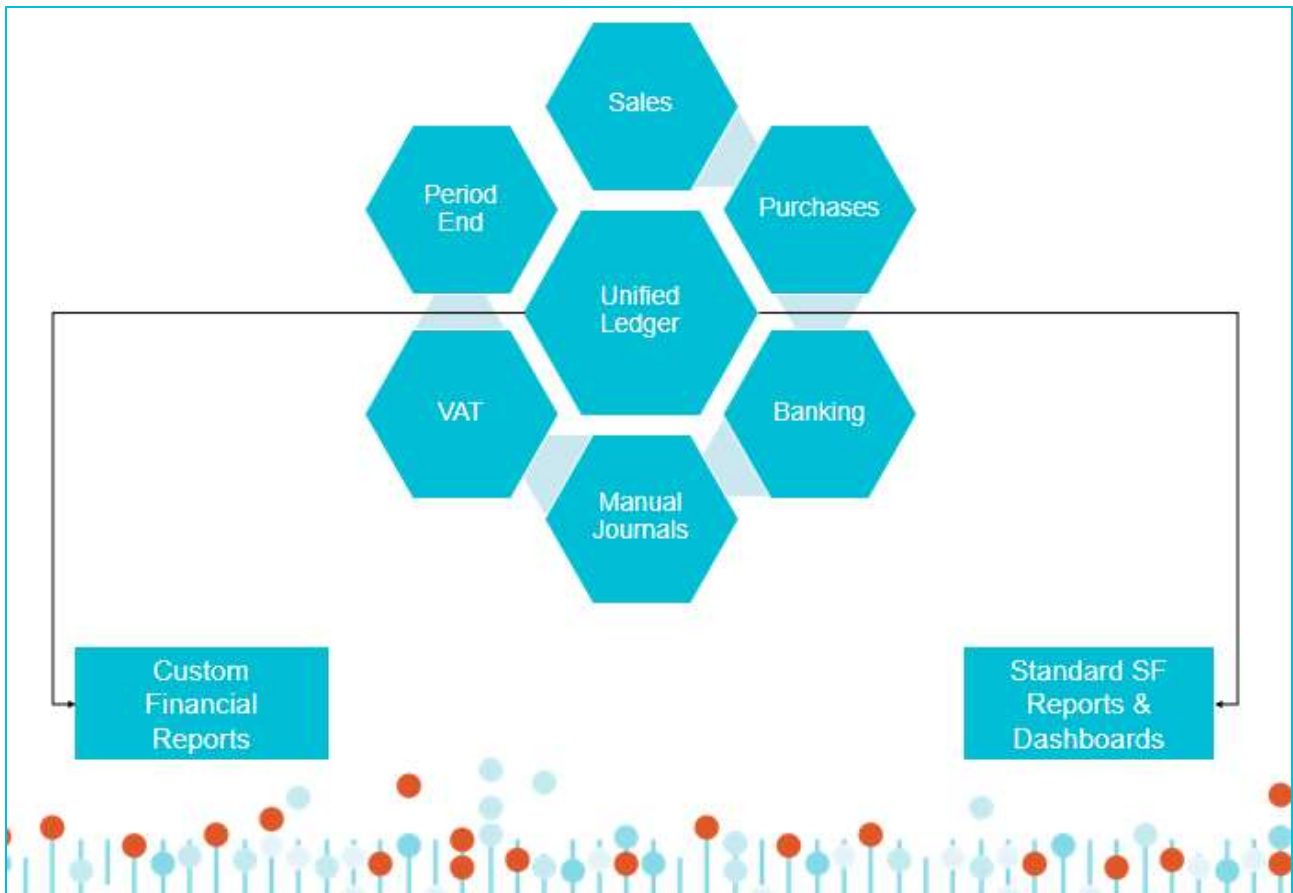 Sales
Period
End
Purchases
Unified
Ledger
VAT
Banking
Manual
Journals
Custom
Financial
Reports
Standard SF
Reports &
Dashboards